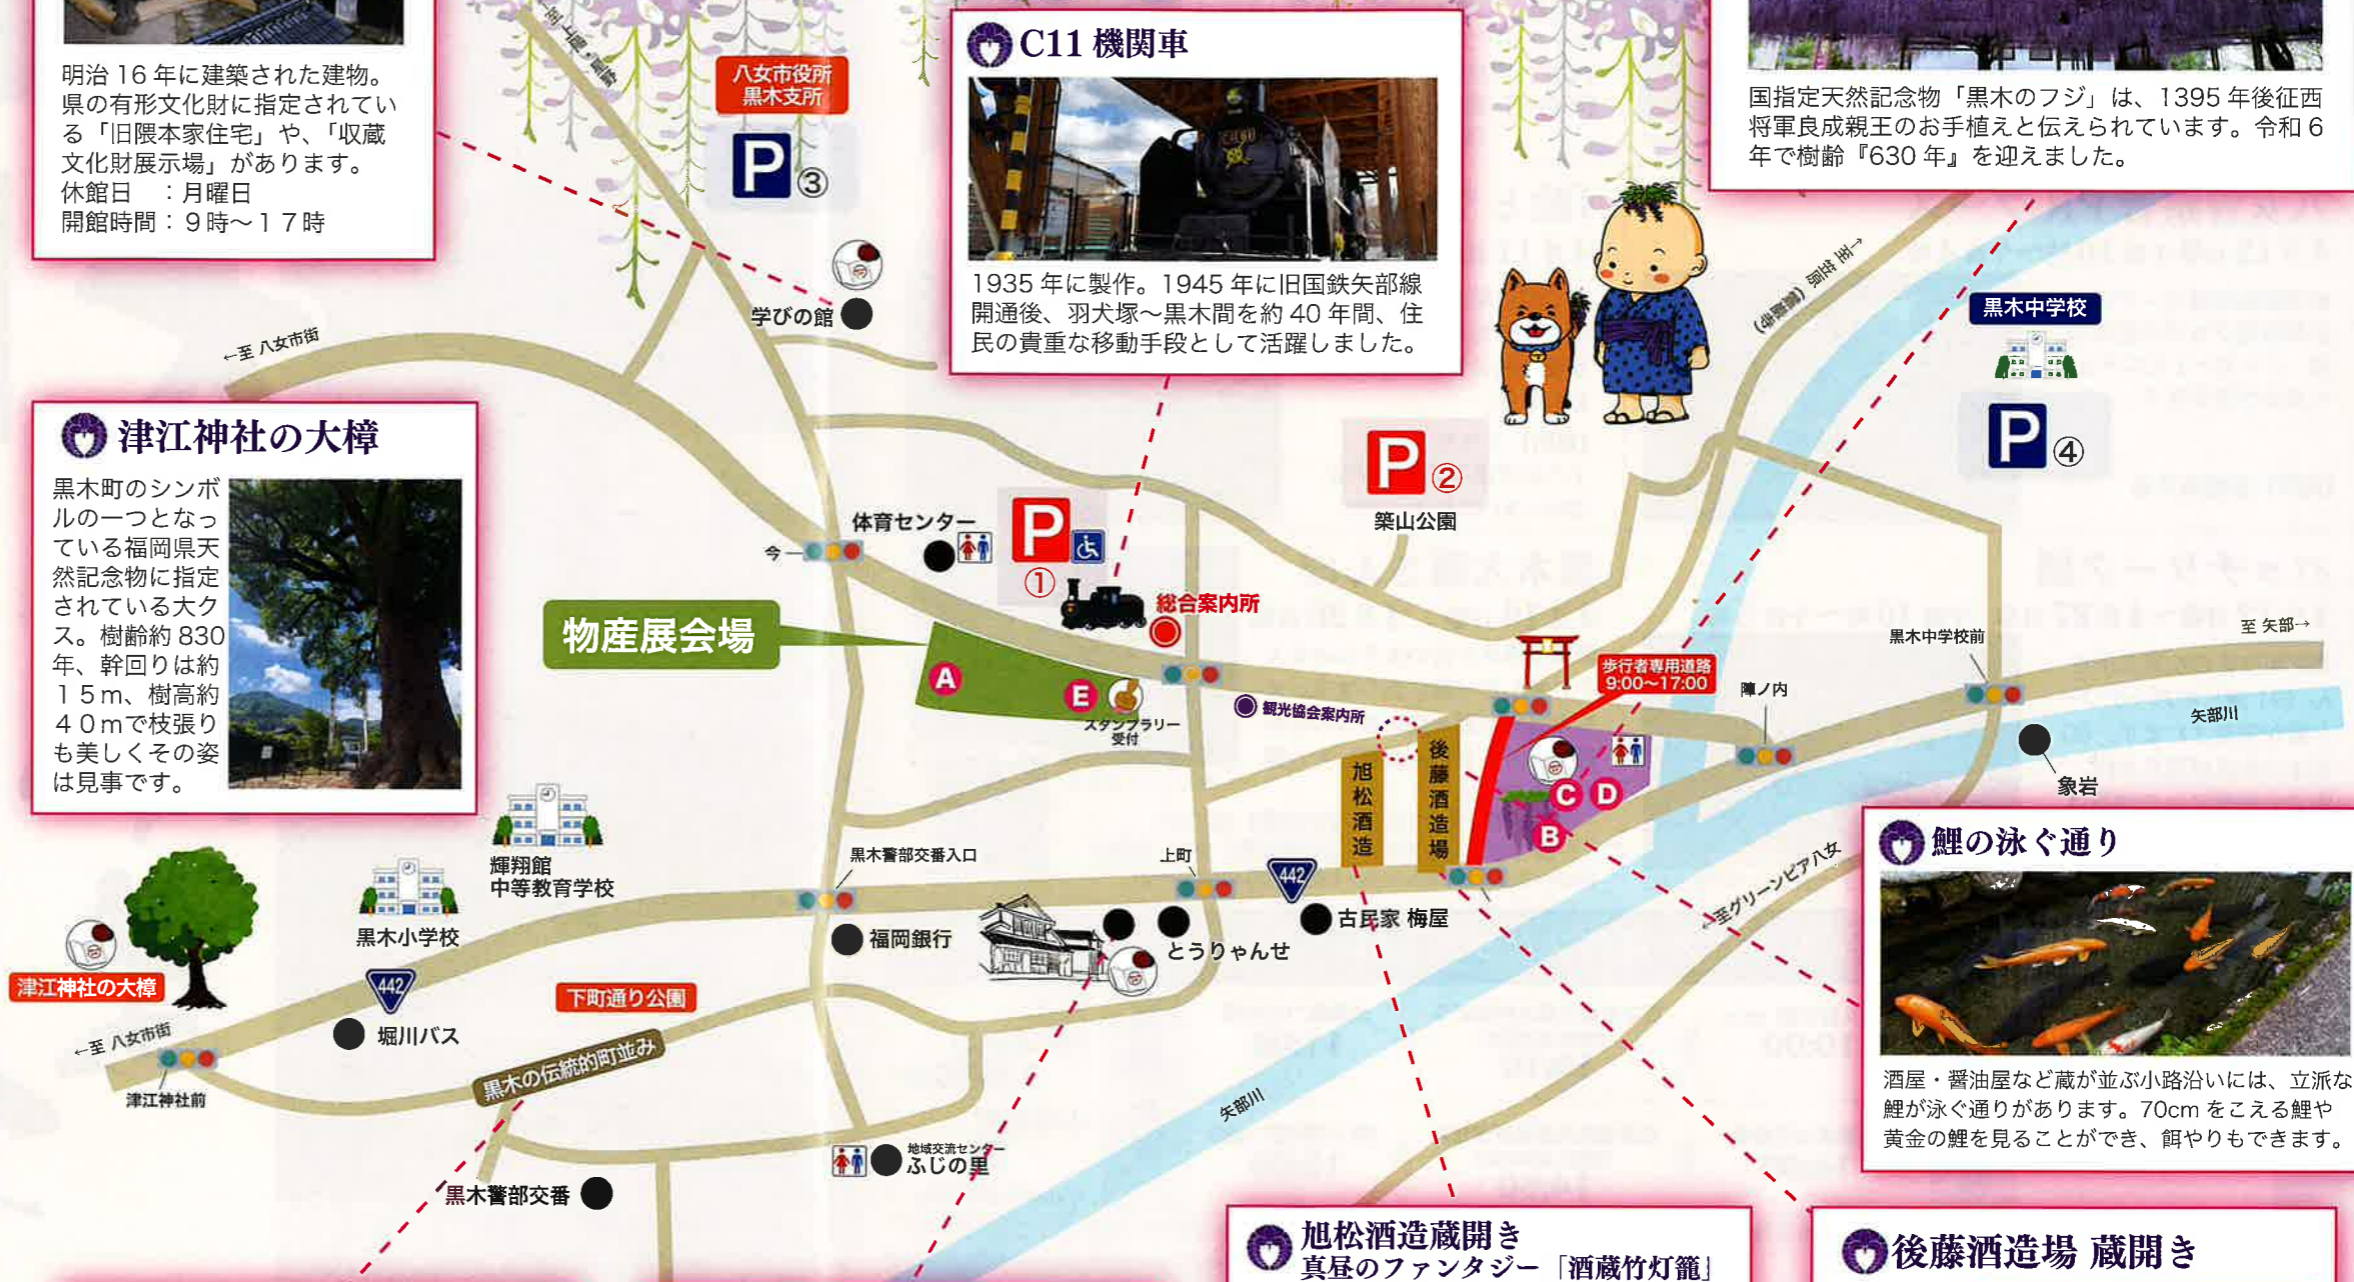 明治16年に建築された建物。
県の有形文化財に指定されてい
る「旧隈本家住宅」や、「収蔵
文化財展示場」があります。
休館日　：月曜日
開館時間：９時～１７時
八女市役所
黒木支所
P③
C11 機関車
1935年に製作。1945年に旧国鉄矢部線
開通後、羽犬塚～黒木間を約40年間、住
民の貴重な移動手段として活躍しました。
国指定天然記念物「黒木のフジ」は、1395年後征西
将軍良成親王のお手植えと伝えられています。令和6
年で樹齢『630年』を迎えました。
学びの館
←至 八女市街
黒木中学校
P④
津江神社の大樟
黒木町のシンボ
ルの一つとなっ
ている福岡県天
然記念物に指定
されている大ク
ス。樹齢約830
年、幹回りは約
１５ｍ、樹高約
４０ｍで枝張り
も美しくその姿
は見事です。
P②
築山公園
体育センター
P
①
今
総合案内所
物産展会場
A
E
スタンプラリー
受付
観光協会案内所
歩行者専用道路
9:00～17:00
陣ノ内
黒木中学校前
至 矢部→
矢部川
象岩
旭松酒造
後藤酒造場
C
D
B
輝翔館
中等教育学校
黒木小学校
黒木警部交番入口
上町
442
福岡銀行
とうりゃんせ
古民家 梅屋
←至グリーンピア八女
鯉の泳ぐ通り
酒屋・醤油屋など蔵が並ぶ小路沿いには、立派な
鯉が泳ぐ通りがあります。70cmをこえる鯉や
黄金の鯉を見ることができ、餌やりもできます。
津江神社の大樟
442
堀川バス
下町通り公園
←至 八女市街
津江神社前
黒木の伝統的町並み
矢部川
地域交流センター
ふじの里
黒木警部交番
旭松酒造蔵開き
真昼のファンタジー「酒蔵竹灯籠」
後藤酒造場 蔵開き